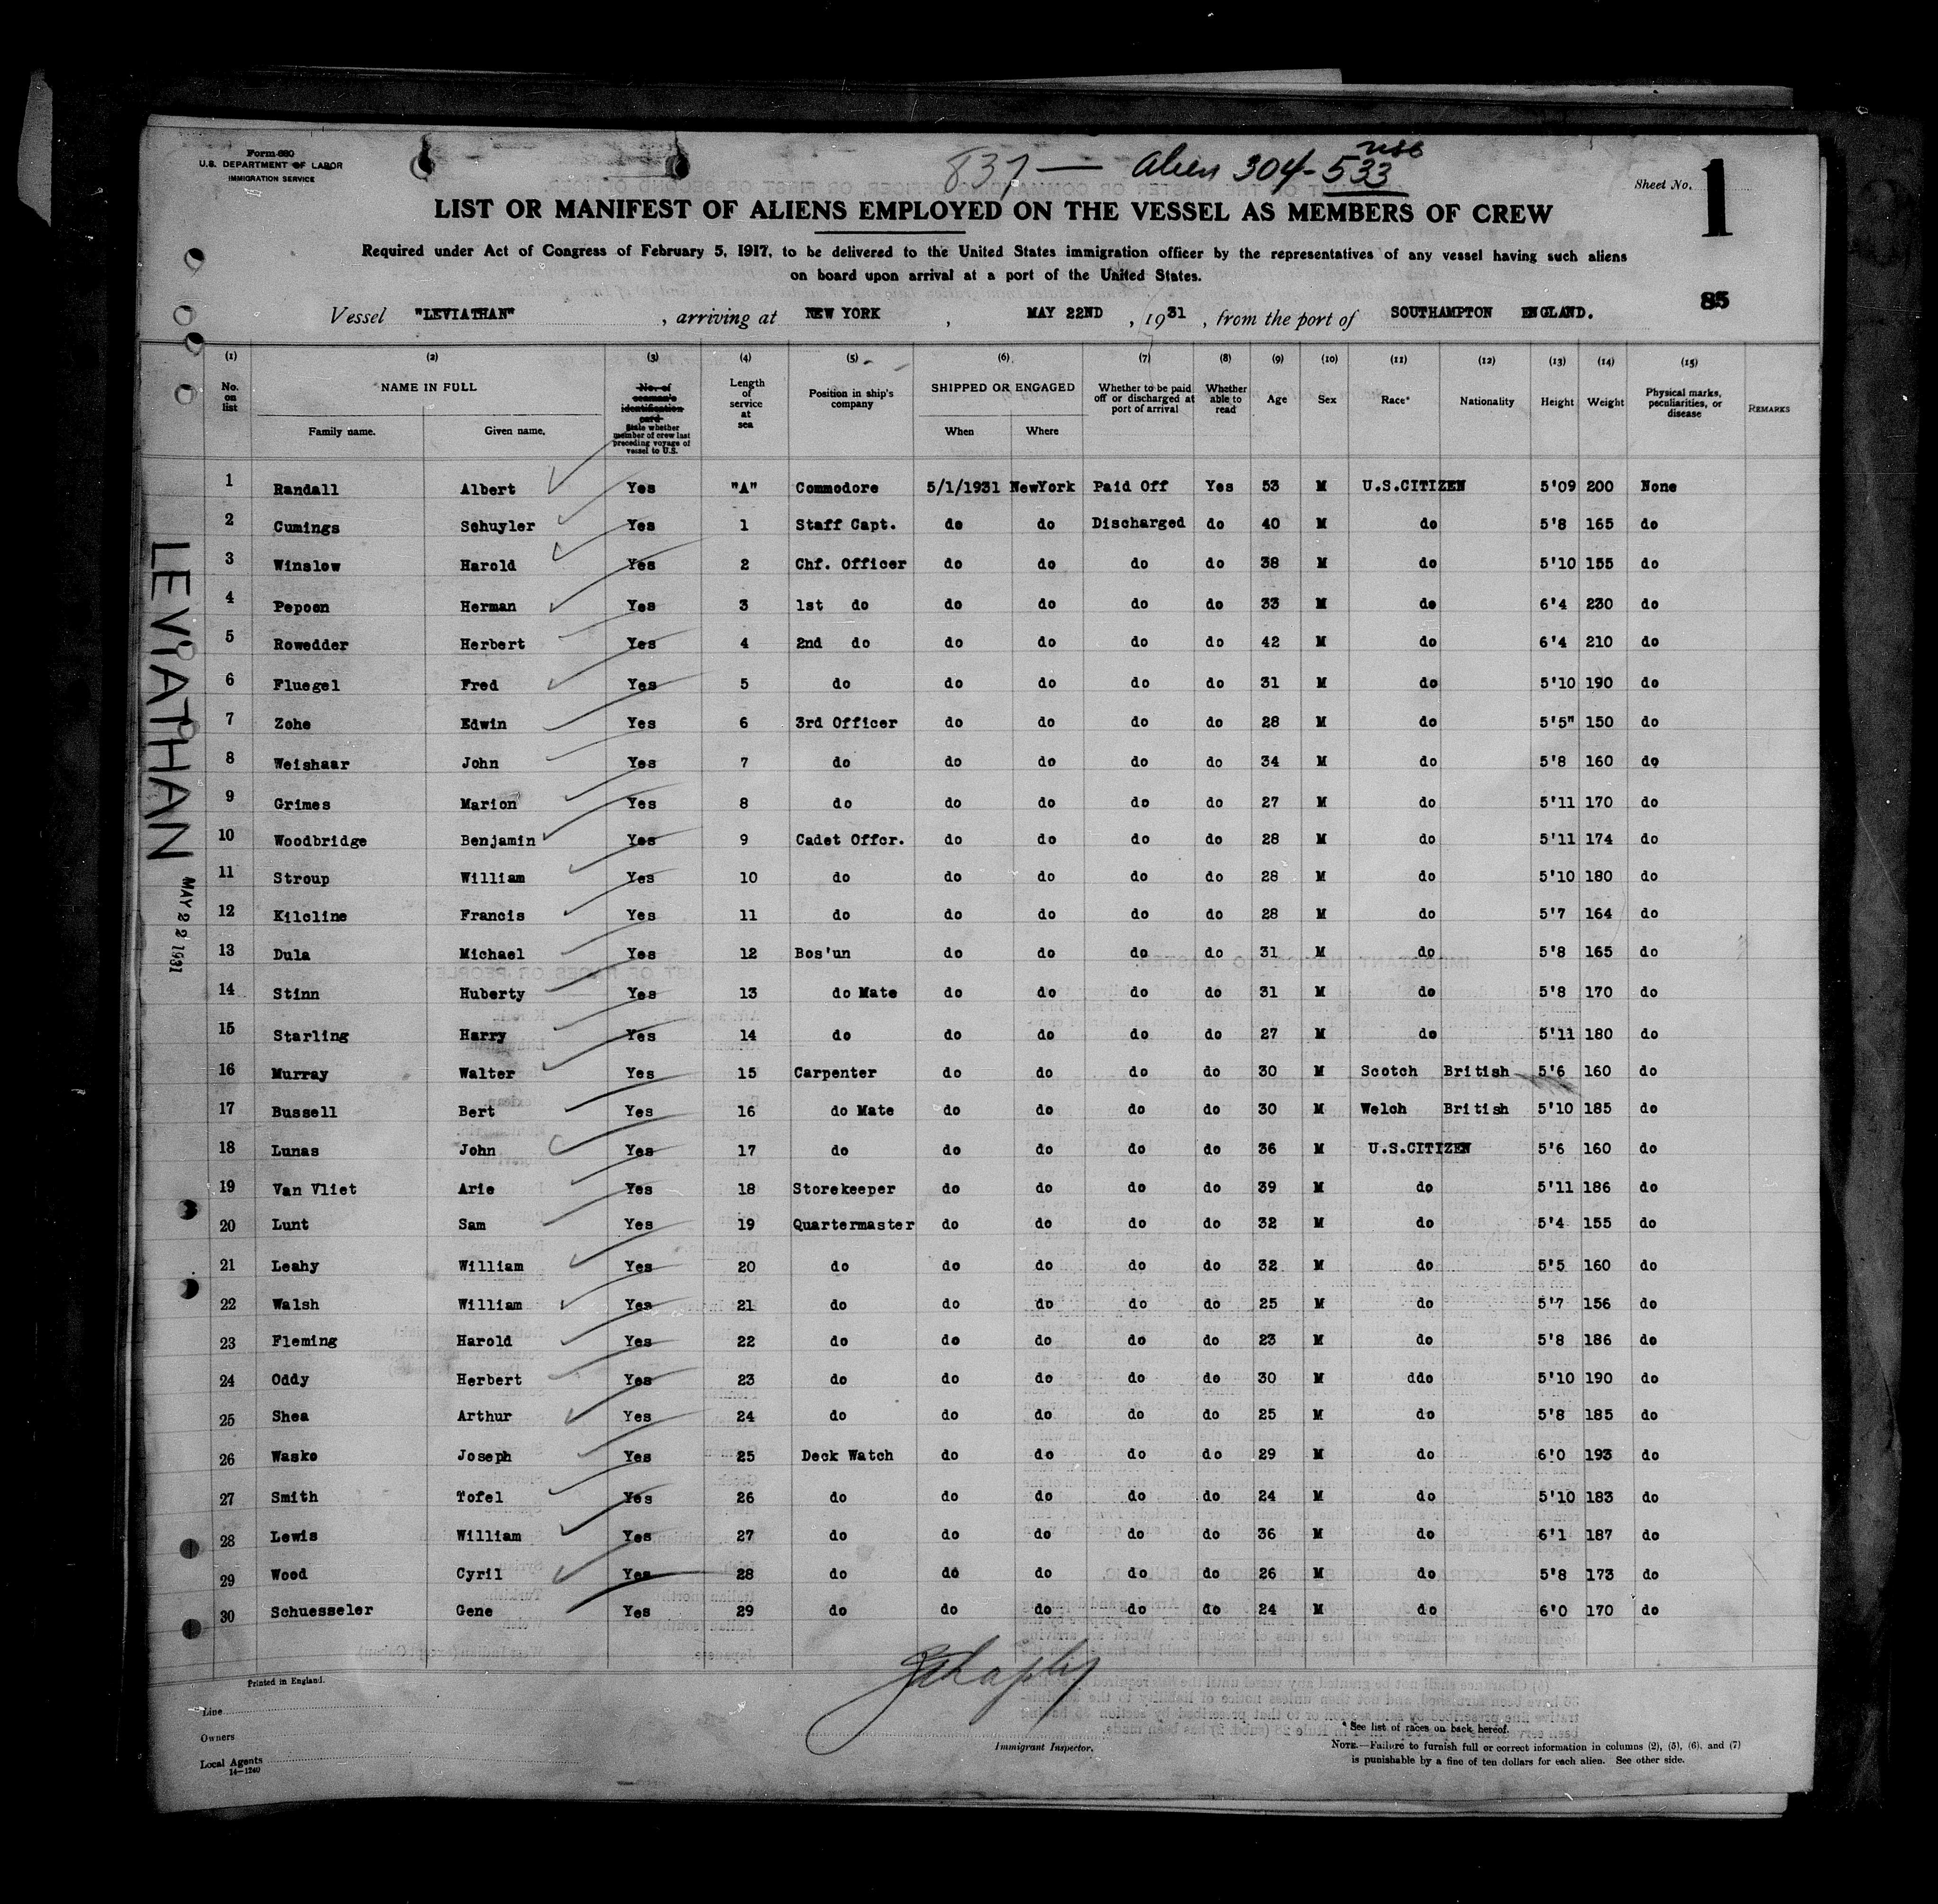 Form 680
U.S. DEPARTMENT OF LABOR
IMMIGRATION SERVICE
837 — Alien 304 - 533 USC
Sheet No. 1
LIST OR MANIFEST OF ALIENS EMPLOYED ON THE VESSEL AS MEMBERS OF CREW
Required under Act of Congress of February 5, 1917, to be delivered to the United States immigration officer by the representatives of any vessel having such aliens
on board upon arrival at a port of the United States.
85
Vessel "LEVIATHAN", arriving at NEW YORK, MAY 22ND, 1931, from the port of SOUTHAMPTON ENGLAND.
(1) (2) (3) (4) (5) (6) (7) (8) (9) (10) (11) (12) (13) (14) (15)
No. on list NAME IN FULL Family name. Given name. No. of seaman's identification card State whether member of crew last preceding voyage of vessel to U.S. Length of service at sea Position in ship's company SHIPPED OR ENGAGED When Where Whether to be paid off or discharged at port of arrival Whether able to read Age Sex Race* Nationality Height Weight Physical marks, peculiarities, or disease REMARKS
1 Randall Albert Yes "A" Commodore 5/1/1931 NewYork Paid Off Yes 53 M U.S.CITIZEN 5'09 200 None
2 Cumings Schuyler Yes 1 Staff Capt. do do Discharged do 40 M do 5'8 165 do
3 Winslow Harold Yes 2 Chf. Officer do do do do 38 M do 5'10 155 do
4 Pepoon Herman Yes 3 1st do do do do do 33 M do 6'4 230 do
5 Rowedder Herbert Yes 4 2nd do do do do do 42 M do 6'4 210 do
6 Fluegel Fred Yes 5 do do do do do 31 M do 5'10 190 do
7 Zohe Edwin Yes 6 3rd Officer do do do do 28 M do 5'5" 150 do
8 Weishaar John Yes 7 do do do do do 34 M do 5'8 160 do
9 Grimes Marion Yes 8 do do do do do 27 M do 5'11 170 do
10 Woodbridge Benjamin Yes 9 Cadet Offcr. do do do do 28 M do 5'11 174 do
11 Stroup William Yes 10 do do do do do 28 M do 5'10 180 do
12 Kilcline Francis Yes 11 do do do do do 28 M do 5'7 164 do
13 Dula Michael Yes 12 Bos'un do do do do 31 M do 5'8 165 do
14 Stinn Huberty Yes 13 do Mate do do do do 31 M do 5'8 170 do
15 Starling Harry Yes 14 do do do do do 27 M do 5'11 180 do
16 Murray Walter Yes 15 Carpenter do do do do 30 M Scotch British 5'6 160 do
17 Bussell Bert Yes 16 do Mate do do do do 30 M Welch British 5'10 185 do
18 Lunas John Yes 17 do do do do do 36 M U.S.CITIZEN 5'6 160 do
19 Van Vliet Arie Yes 18 Storekeeper do do do do 39 M do 5'11 186 do
20 Lunt Sam Yes 19 Quartermaster do do do do 32 M do 5'4 155 do
21 Leahy William Yes 20 do do do do do 32 M do 5'5 160 do
22 Walsh William Yes 21 do do do do do 25 M do 5'7 156 do
23 Fleming Harold Yes 22 do do do do do 23 M do 5'8 186 do
24 Oddy Herbert Yes 23 do do do do do 30 M ddo 5'10 190 do
25 Shea Arthur Yes 24 do do do do do 25 M do 5'8 185 do
26 Wasko Joseph Yes 25 Deck Watch do do do do 29 M do 6'0 193 do
27 Smith Tofel Yes 26 do do do do do 24 M do 5'10 183 do
28 Lewis William Yes 27 do do do do do 36 M do 6'1 187 do
29 Wood Cyril Yes 28 do do do do do 26 M do 5'8 173 do
30 Schuesseler Gene Yes 29 do do do do do 24 M do 6'0 170 do
LEVIATHAN MAY 22 1931
Printed in England.
Line
Owners
Local Agents
14—1240
Immigrant Inspector.
* See list of races on back hereof.
NOTE.—Failure to furnish full or correct information in columns (2), (5), (6), and (7)
is punishable by a fine of ten dollars for each alien. See other side.